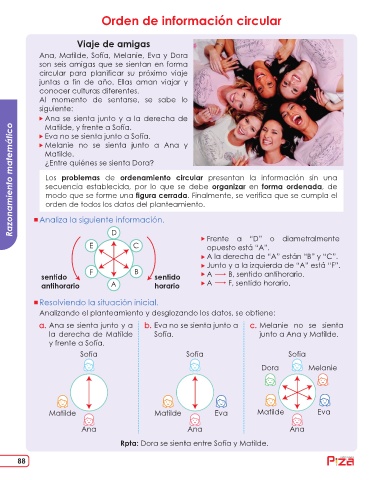 Orden de información circular
Razonamiento matemático
Viaje de amigas
Ana, Matilde, Sofía, Melanie, Eva y Dora
son seis amigas que se sientan en forma
circular para planificar su próximo viaje
juntas a fin de año. Ellas aman viajar y
conocer culturas diferentes.
Al momento de sentarse, se sabe lo
siguiente:
Ana se sienta junto y a la derecha de
Matilde, y frente a Sofía.
Eva no se sienta junto a Sofía.
Melanie no se sienta junto a Ana y
Matilde.
¿Entre quiénes se sienta Dora?
Los problemas de ordenamiento circular presentan la información sin una
secuencia establecida, por lo que se debe organizar en forma ordenada, de
modo que se forme una figura cerrada. Finalmente, se verifica que se cumpla el
orden de todos los datos del planteamiento.
Analiza la siguiente información.
D
E C
F B
A
sentido
antihorario
sentido
horario
Frente a “D” o diametralmente
opuesto está “A”.
A la derecha de “A” están “B” y “C”.
Junto y a la izquierda de “A” está “F”.
A → B, sentido antihorario.
A → F, sentido horario.
Resolviendo la situación inicial.
Analizando el planteamiento y desglozando los datos, se obtiene:
a. Ana se sienta junto y a
la derecha de Matilde
y frente a Sofía.
Sofía
Matilde
Ana
b. Eva no se sienta junto a
Sofía.
Sofía
Matilde Eva
Ana
c. Melanie no se sienta
junto a Ana y Matilde.
Sofía
Dora Melanie
Matilde Eva
Ana
Rpta: Dora se sienta entre Sofía y Matilde.
88